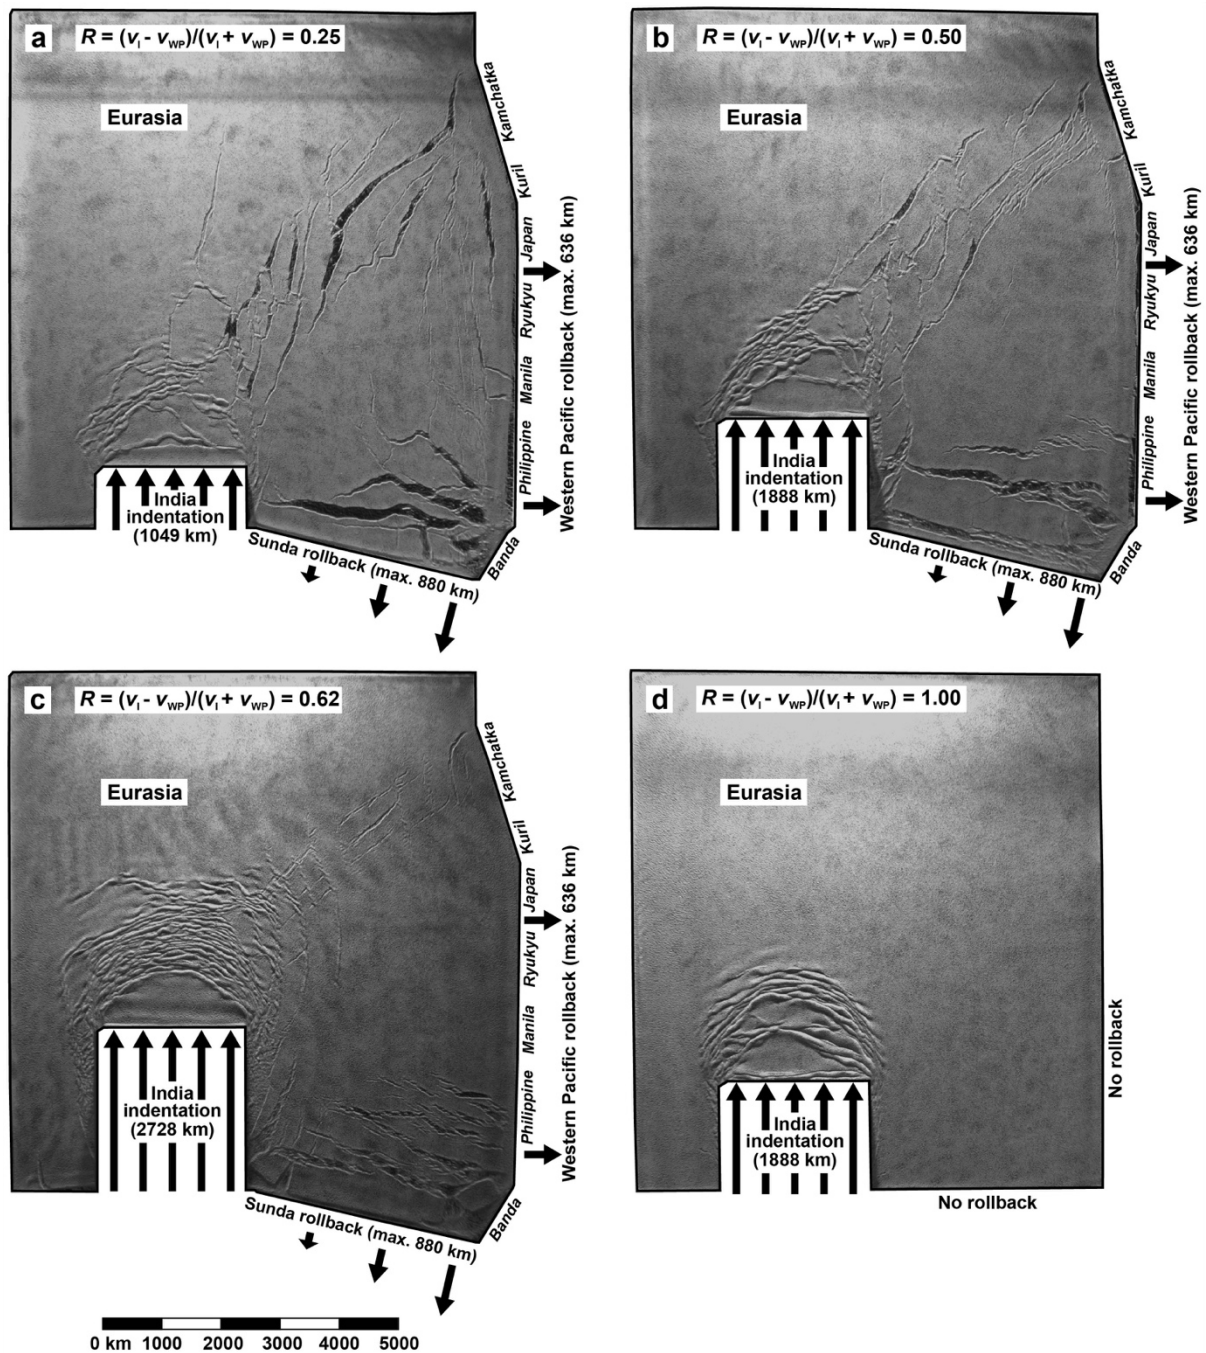 a R = (vI - vWP)/(vI + vWP) = 0.25
Eurasia
Kamchatka
Kuril
Japan
Ryukyu
Manila
Philippine
Western Pacific rollback (max. 636 km)
India
indentation
(1049 km)
Sunda rollback (max. 880 km)
Banda
b R = (vI - vWP)/(vI + vWP) = 0.50
Eurasia
Kamchatka
Kuril
Japan
Ryukyu
Manila
Philippine
Western Pacific rollback (max. 636 km)
India
indentation
(1888 km)
Sunda rollback (max. 880 km)
Banda
c R = (vI - vWP)/(vI + vWP) = 0.62
Eurasia
Kamchatka
Kuril
Japan
Ryukyu
Manila
Philippine
Western Pacific rollback (max. 636 km)
India
indentation
(2728 km)
Sunda rollback (max. 880 km)
Banda
d R = (vI - vWP)/(vI + vWP) = 1.00
Eurasia
No rollback
India
indentation
(1888 km)
No rollback
0 km 1000 2000 3000 4000 5000